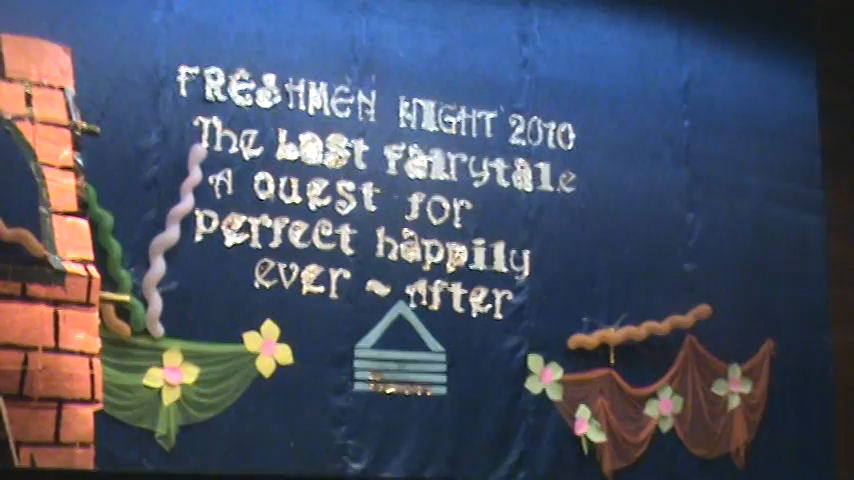 FRESHMEN NIGHT 2010
The Last Fairytale
A Quest for
perfect happily
ever ~ After